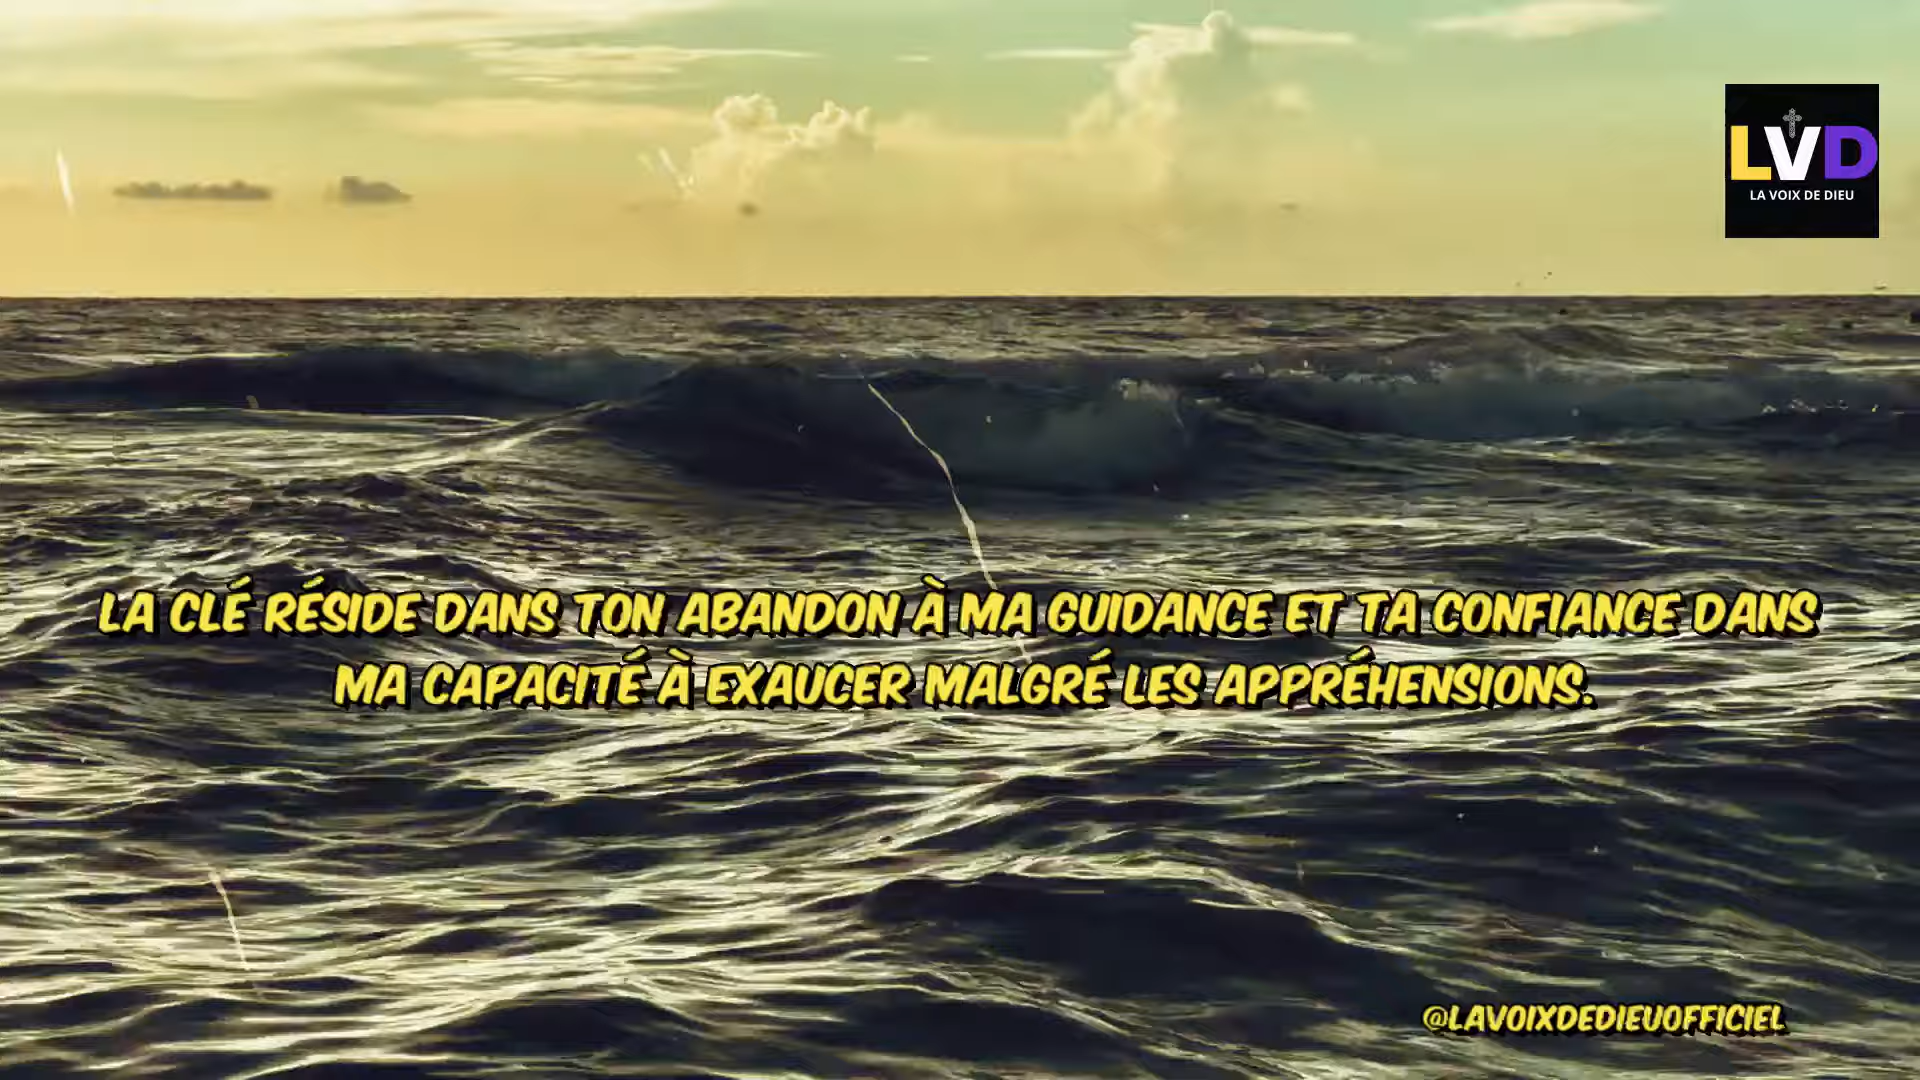 LVD
LA VOIX DE DIEU
LA CLÉ RÉSIDE DANS TON ABANDON À MA GUIDANCE ET TA CONFIANCE DANS
MA CAPACITÉ À EXAUCER MALGRÉ LES APPRÉHENSIONS.
@LAVOIXDEDIEUOFFICIEL